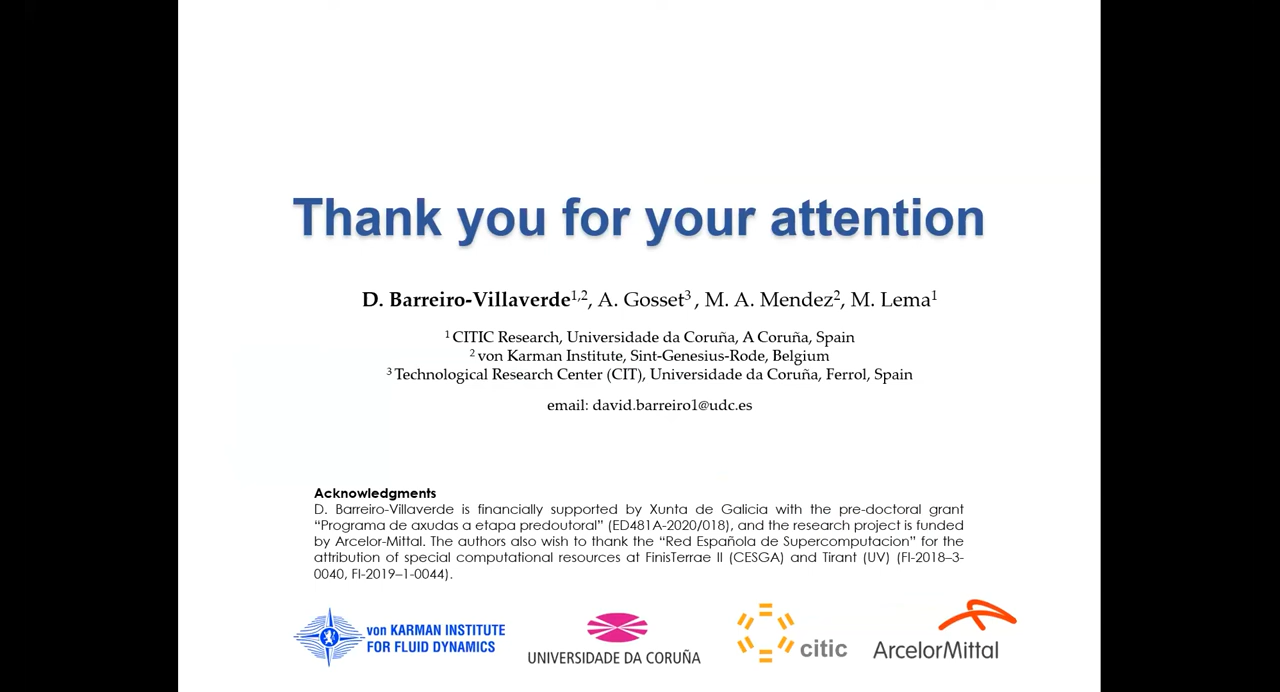 Thank you for your attention
D. Barreiro-Villaverde1,2, A. Gosset3 , M. A. Mendez2, M. Lema1
1 CITIC Research, Universidade da Coruña, A Coruña, Spain
2 von Karman Institute, Sint-Genesius-Rode, Belgium
3 Technological Research Center (CIT), Universidade da Coruña, Ferrol, Spain
email: david.barreiro1@udc.es
Acknowledgments
D. Barreiro-Villaverde is financially supported by Xunta de Galicia with the pre-doctoral grant
“Programa de axudas a etapa predoutoral” (ED481A-2020/018), and the research project is funded
by Arcelor-Mittal. The authors also wish to thank the “Red Española de Supercomputacion” for the
attribution of special computational resources at FinisTerrae II (CESGA) and Tirant (UV) (FI-2018–3-
0040, FI-2019–1-0044).
von KARMAN INSTITUTE
FOR FLUID DYNAMICS
UNIVERSIDADE DA CORUÑA
citic
ArcelorMittal